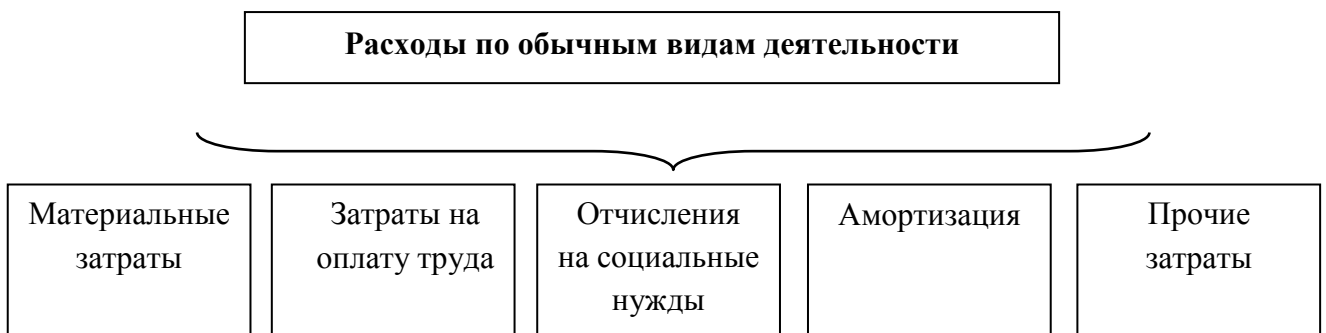 Расходы по обычным видам деятельности
Материальные
затраты
Затраты на
оплату труда
Отчисления
на социальные
нужды
Амортизация
Прочие
затраты